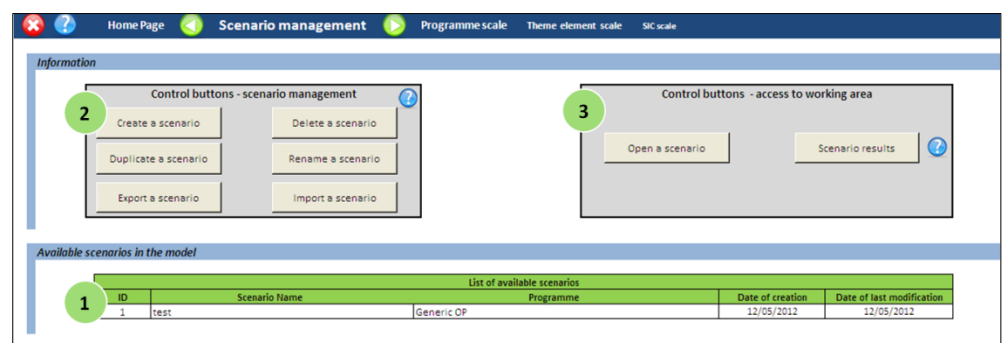 Home Page Scenario management Programme scale Theme element scale SIC scale
Information
2 Control buttons - scenario management
Create a scenario Delete a scenario
Duplicate a scenario Rename a scenario
Export a scenario Import a scenario
3 Control buttons - access to working area
Open a scenario Scenario results
Available scenarios in the model
1 List of available scenarios
ID Scenario Name Programme Date of creation Date of last modification
1 test Generic OP 12/05/2012 12/05/2012